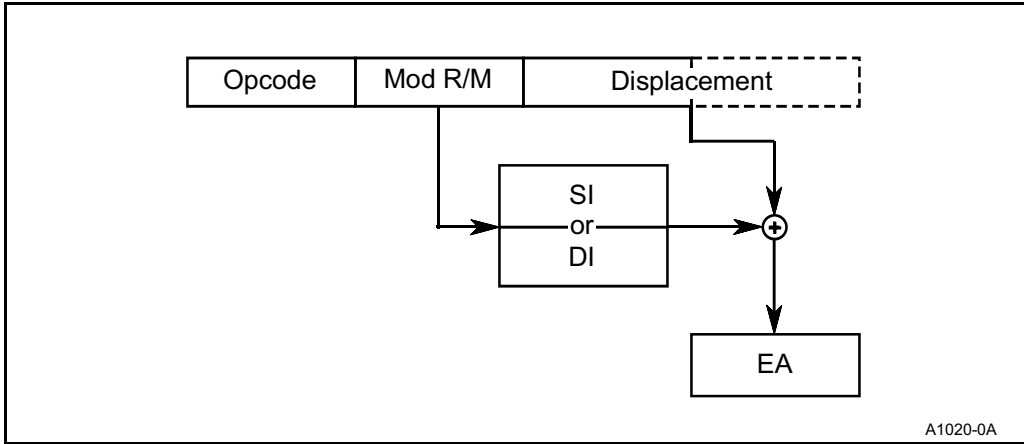 Opcode Mod R/M Displacement
SI
or
DI
EA
A1020-0A